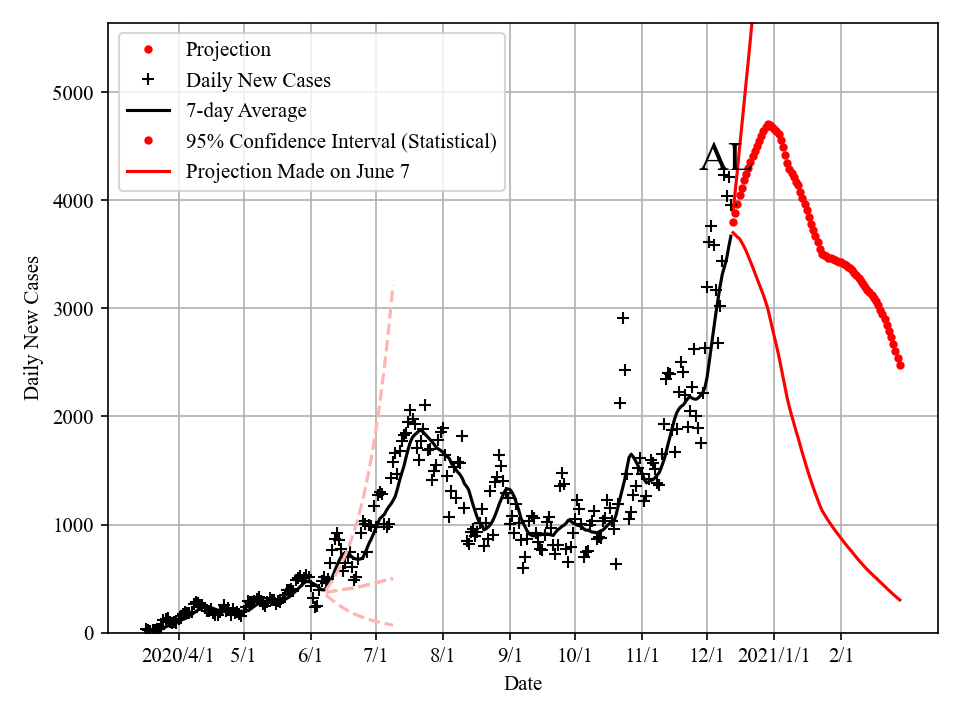 Projection
Daily New Cases
7-day Average
95% Confidence Interval (Statistical)
Projection Made on June 7
AL
5000
4000
3000
2000
1000
0
Daily New Cases
2020/4/1 5/1 6/1 7/1 8/1 9/1 10/1 11/1 12/1 2021/1/1 2/1
Date